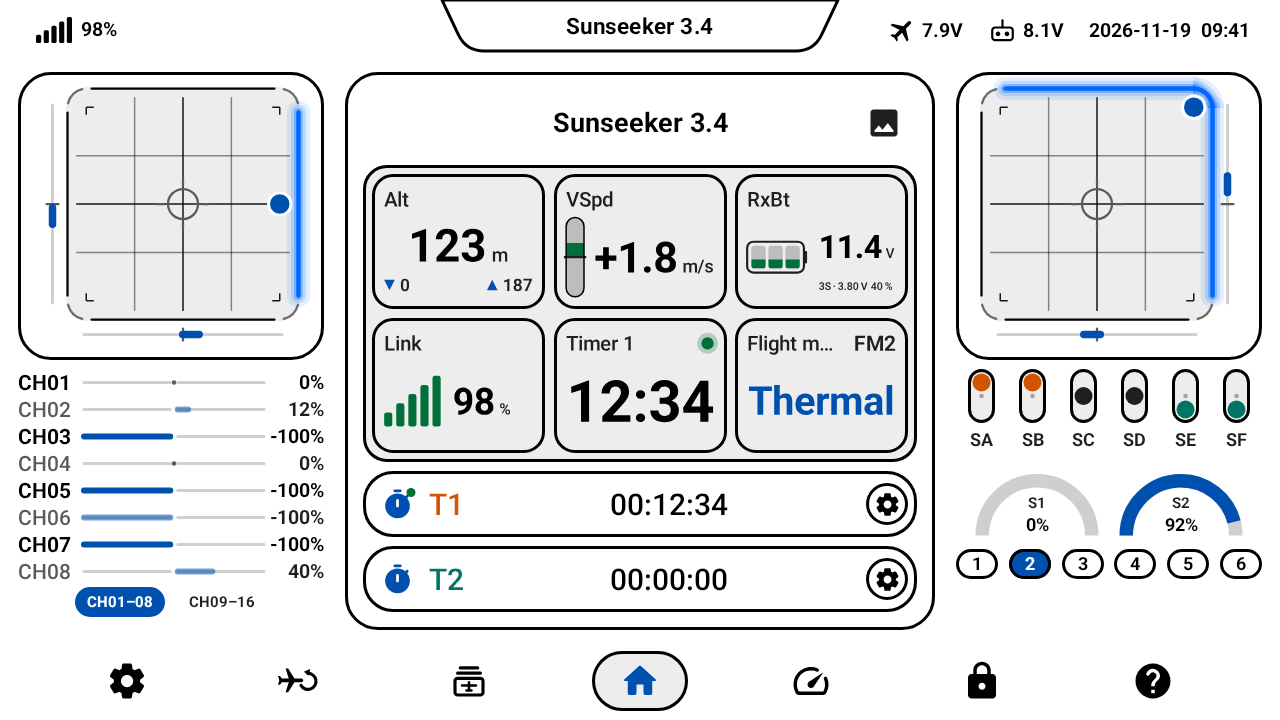 98%
Sunseeker 3.4
7.9V
8.1V
2026-11-19 09:41
Sunseeker 3.4
Alt
123 m
0
187
VSpd
+1.8 m/s
RxBt
11.4 V
3S · 3.80 V 40 %
Link
98 %
Timer 1
12:34
Flight m... FM2
Thermal
T1 00:12:34
T2 00:00:00
CH01 0%
CH02 12%
CH03 -100%
CH04 0%
CH05 -100%
CH06 -100%
CH07 -100%
CH08 40%
CH01–08 CH09–16
SA SB SC SD SE SF
S1
0%
S2
92%
1 2 3 4 5 6